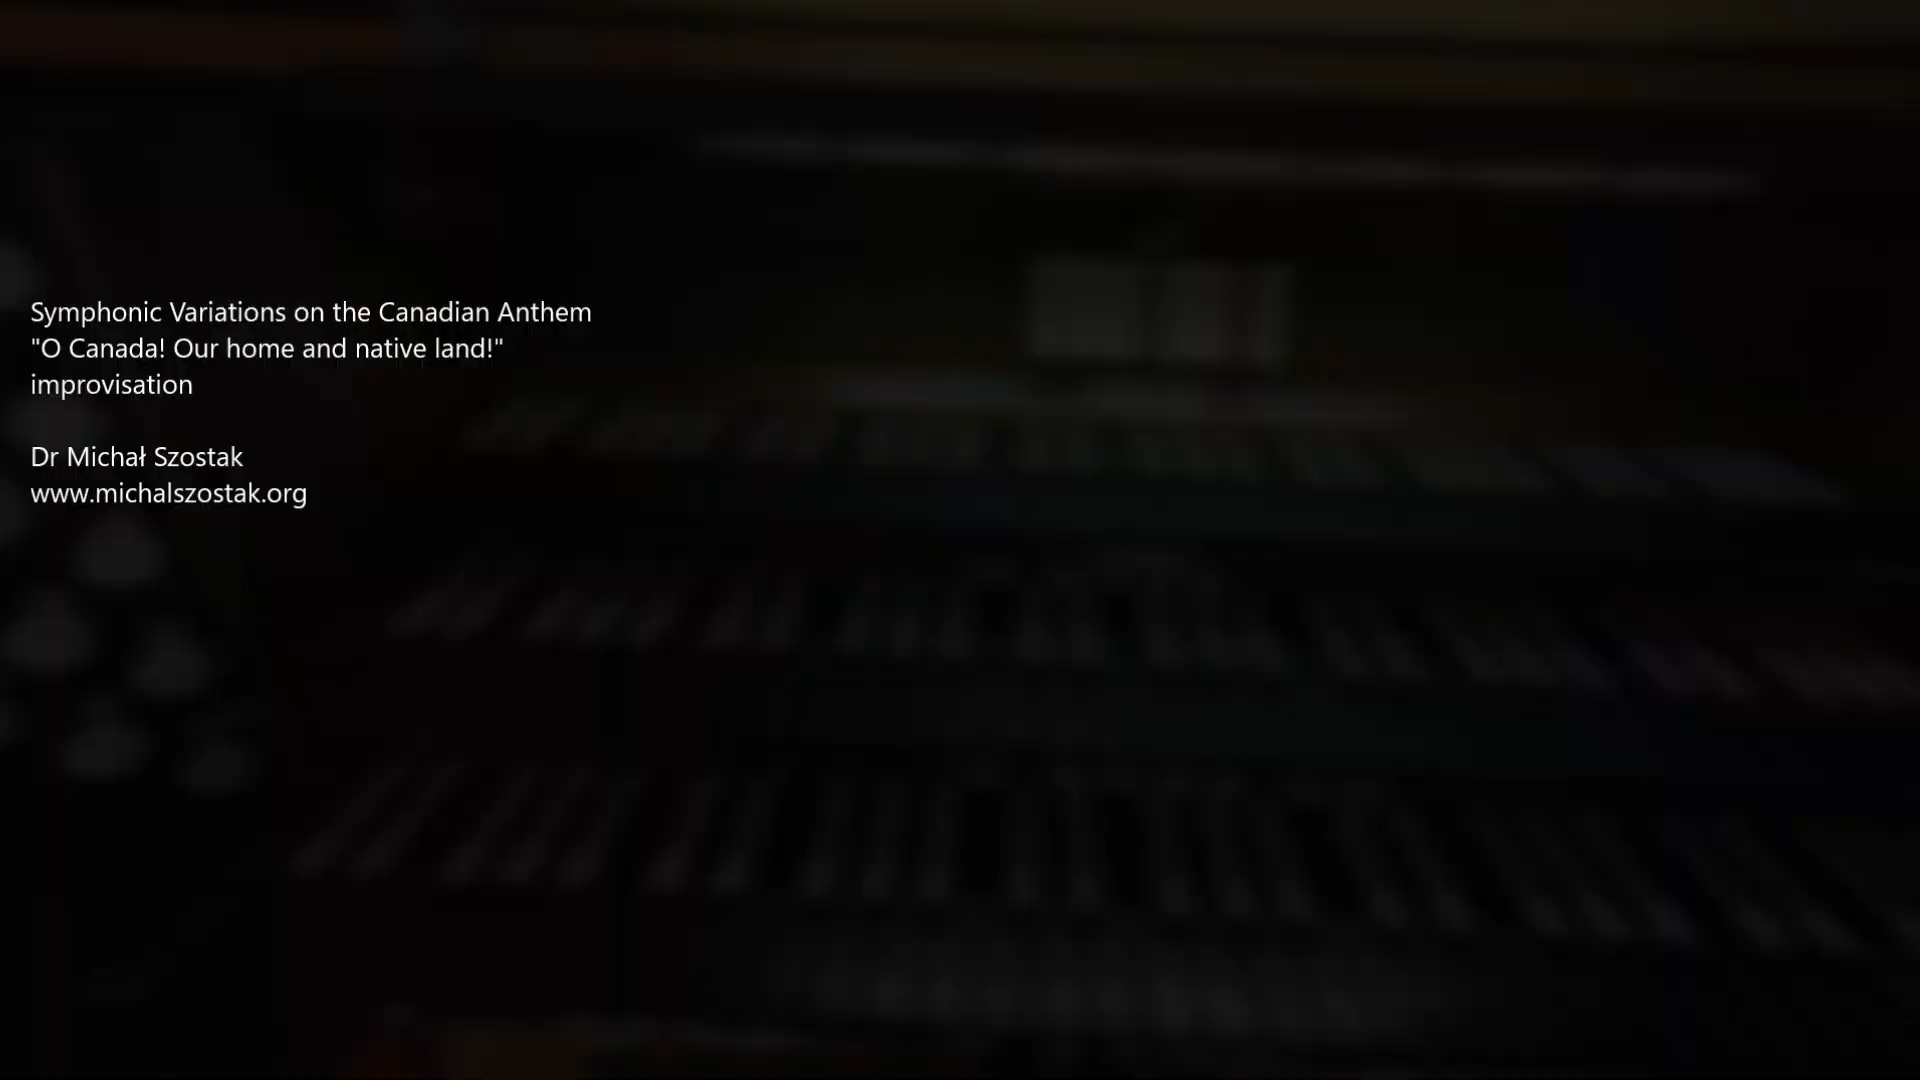 Symphonic Variations on the Canadian Anthem
"O Canada! Our home and native land!"
improvisation
Dr Michał Szostak
www.michalszostak.org